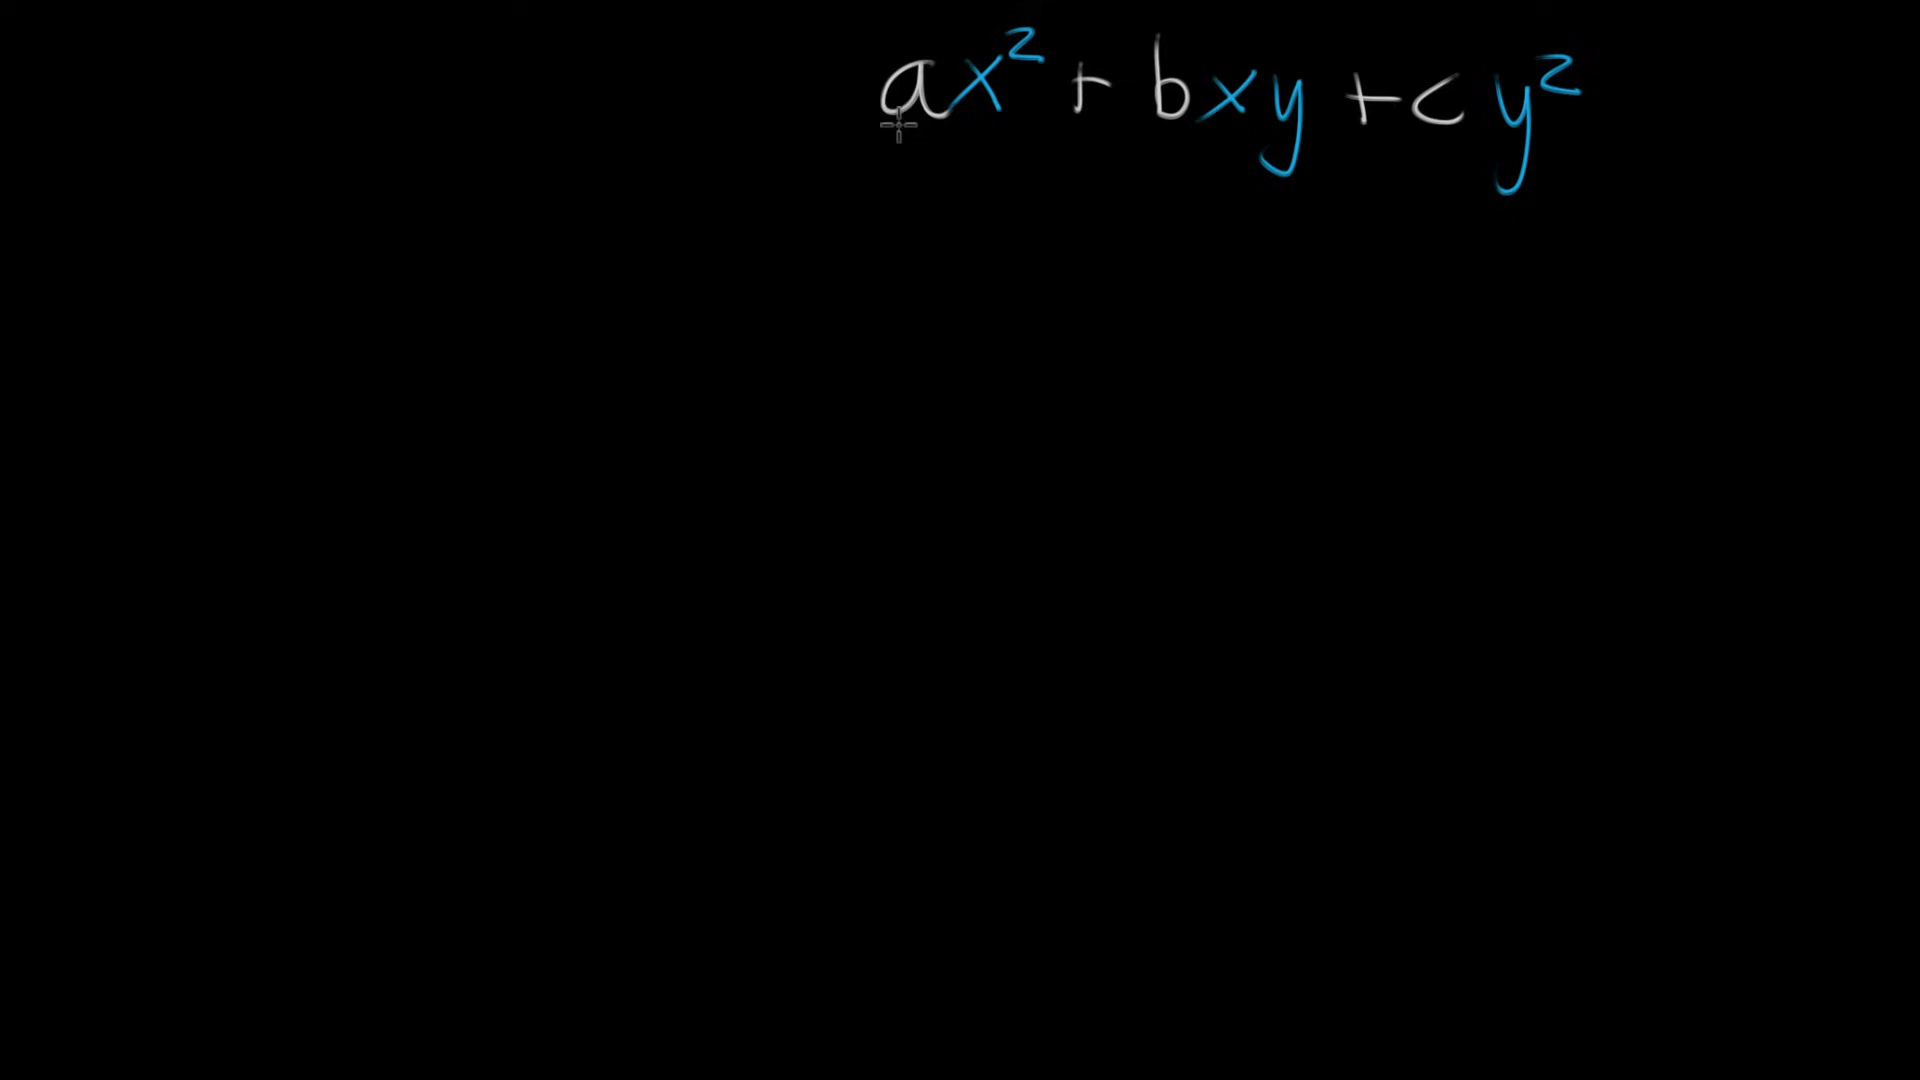 ax² + bxy + cy²